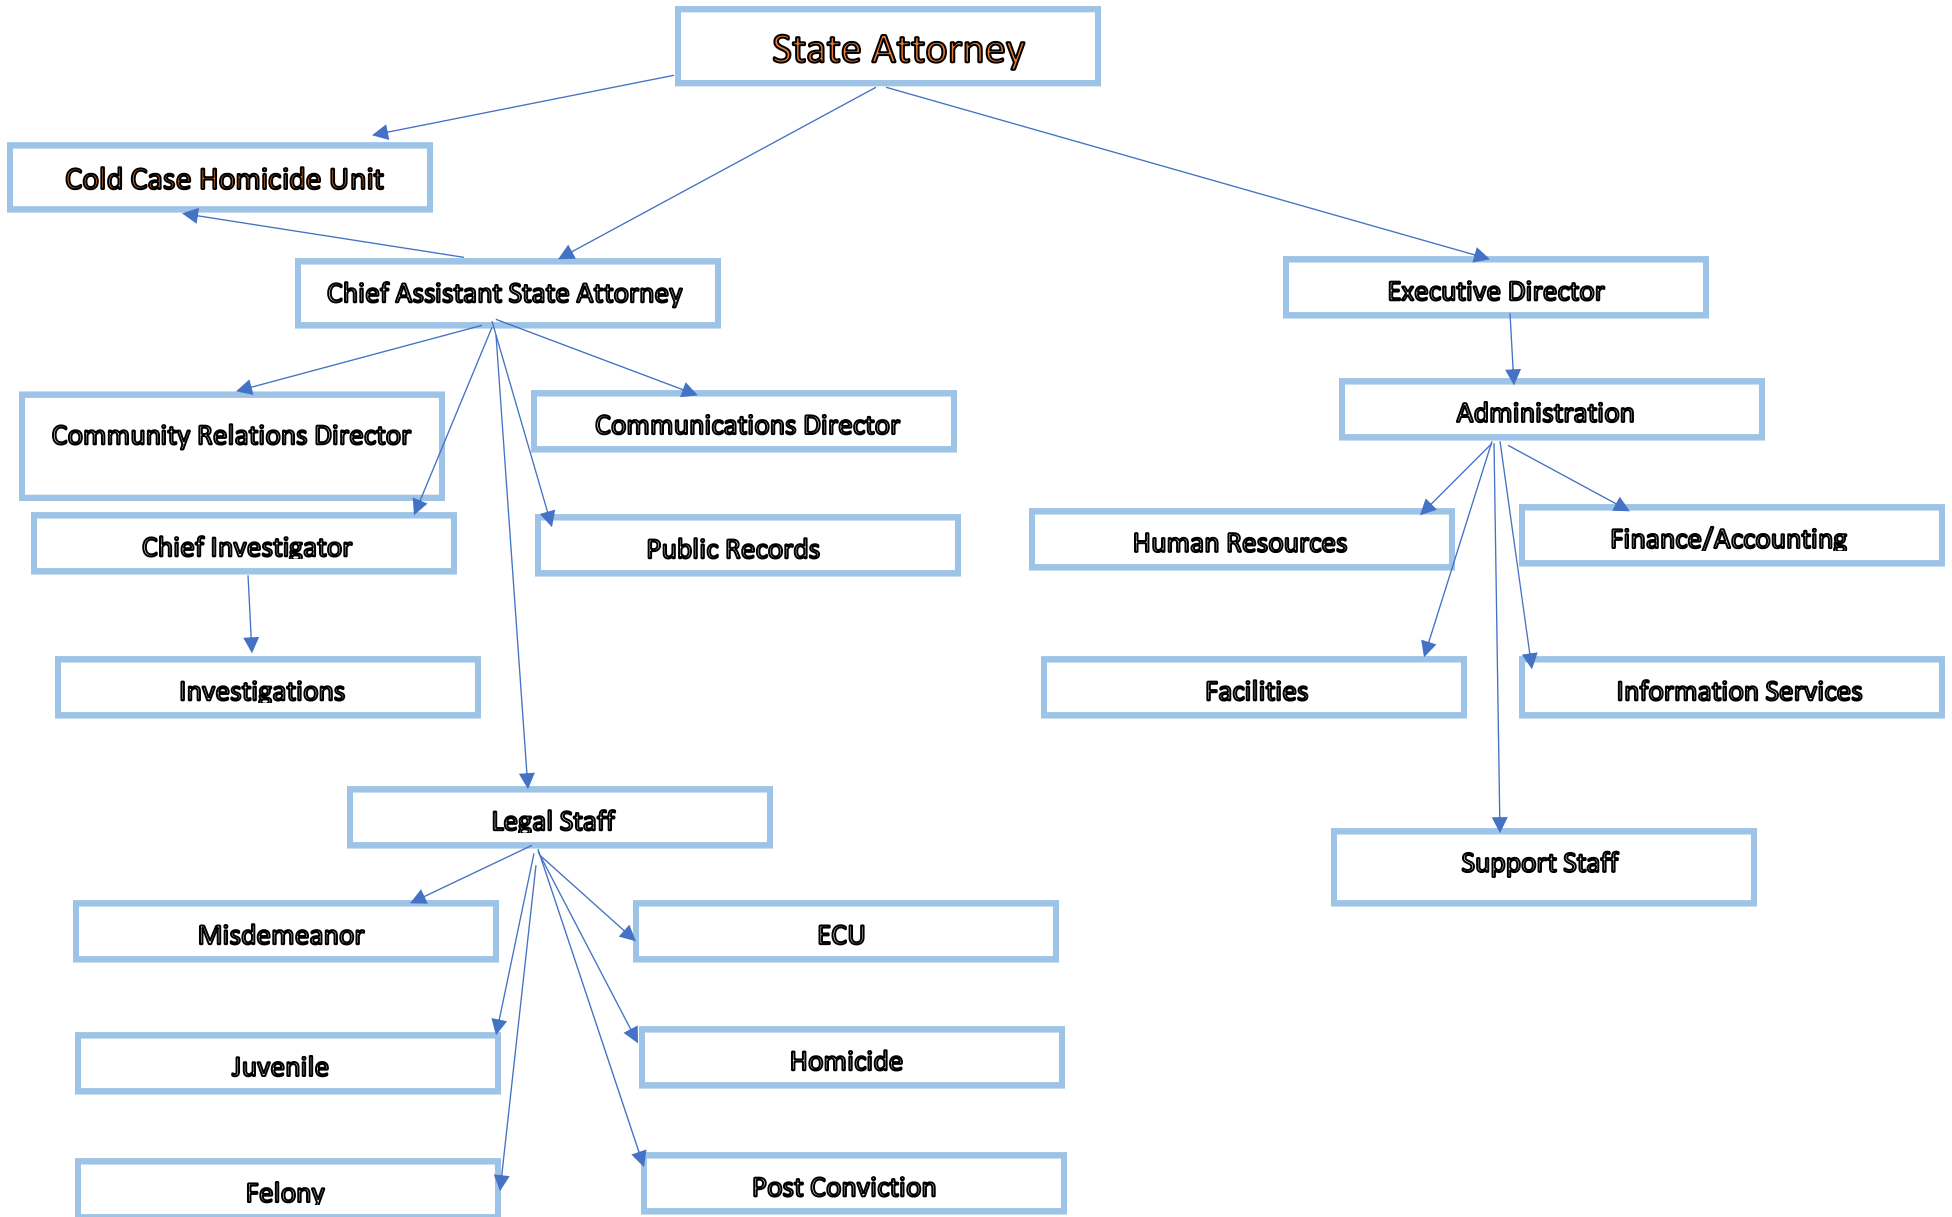 State Attorney
Cold Case Homicide Unit
Chief Assistant State Attorney
Executive Director
Community Relations Director
Communications Director
Administration
Chief Investigator
Public Records
Human Resources
Finance/Accounting
Investigations
Facilities
Information Services
Legal Staff
Support Staff
Misdemeanor
ECU
Juvenile
Homicide
Felony
Post Conviction